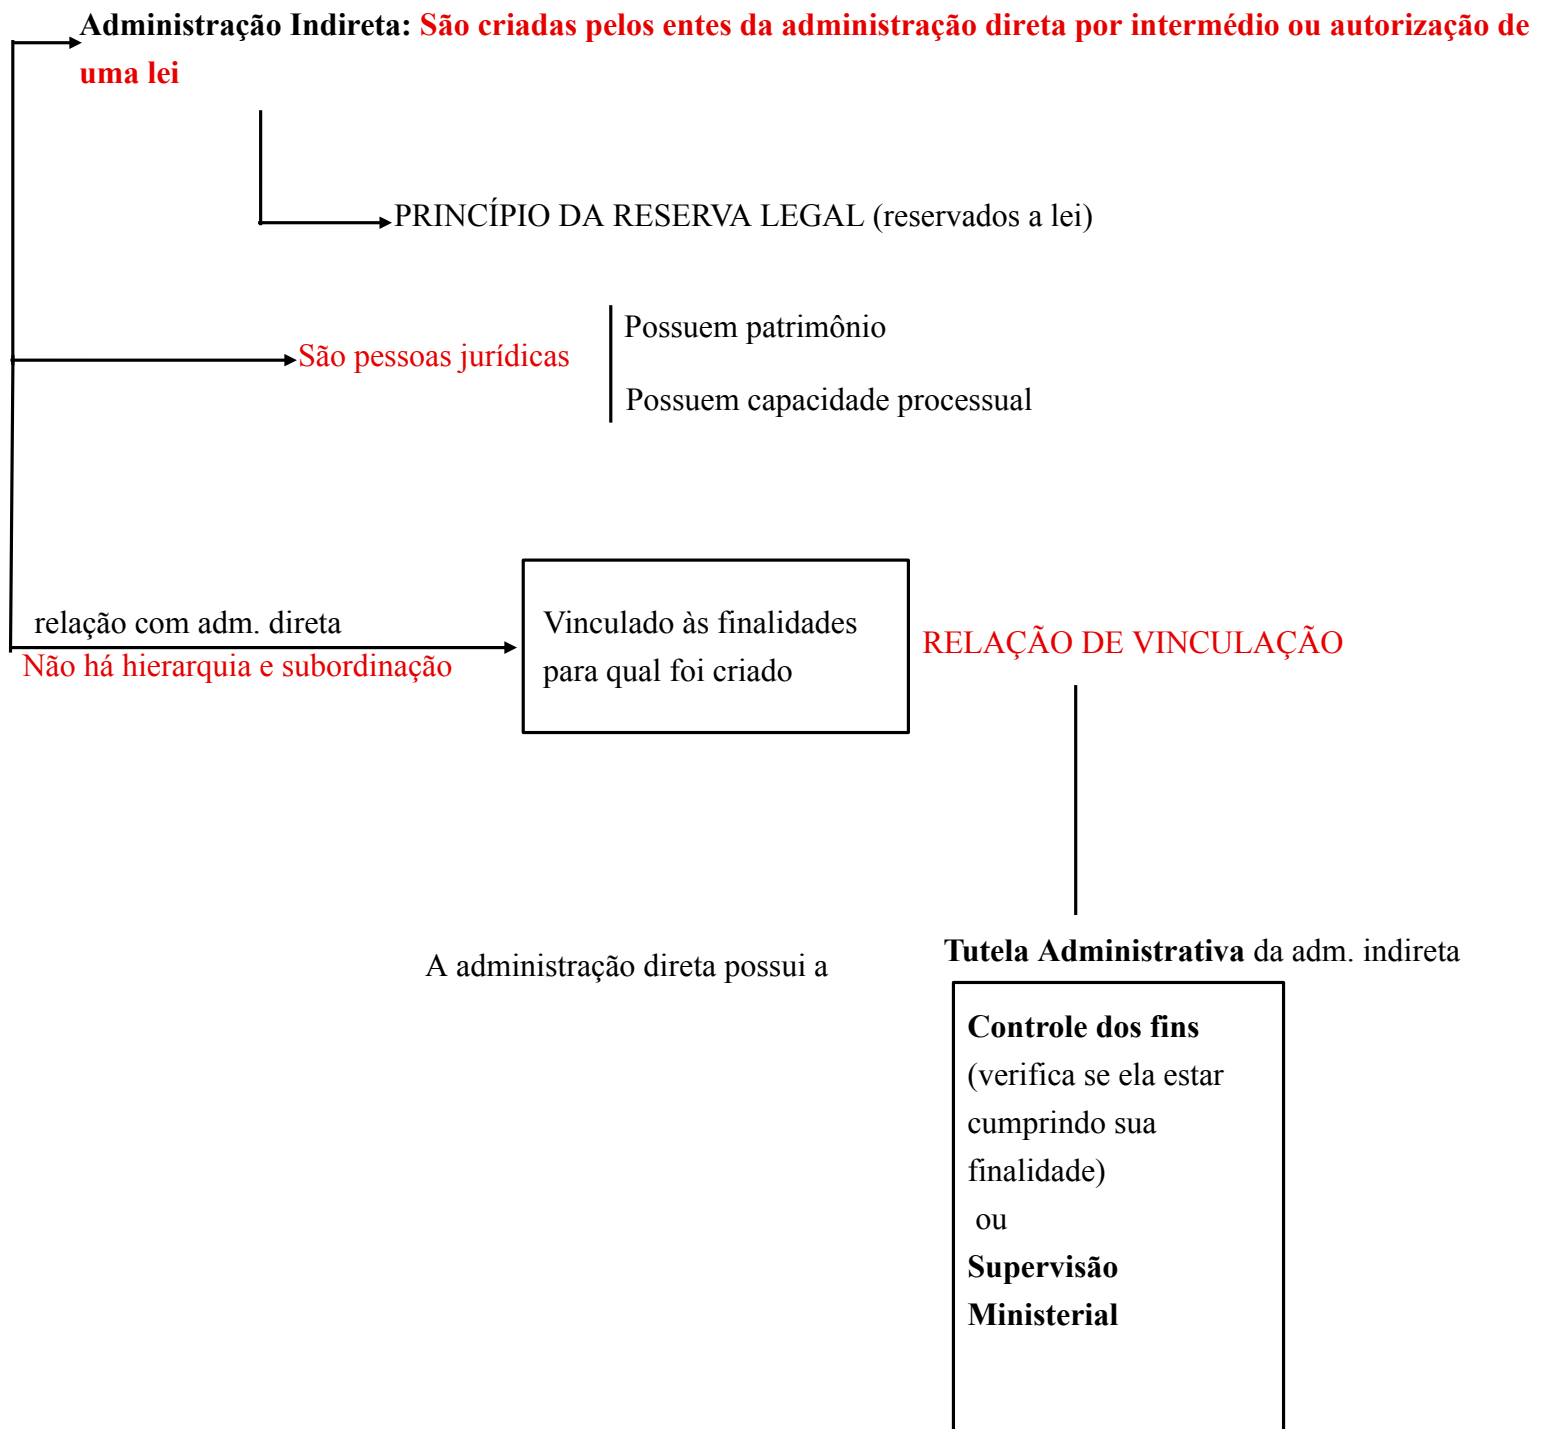 Administração Indireta: São criadas pelos entes da administração direta por intermédio ou autorização de
uma lei
PRINCÍPIO DA RESERVA LEGAL (reservados a lei)
São pessoas jurídicas
Possuem patrimônio
Possuem capacidade processual
relação com adm. direta
Não há hierarquia e subordinação
Vinculado às finalidades
para qual foi criado
RELAÇÃO DE VINCULAÇÃO
A administração direta possui a
Tutela Administrativa da adm. indireta
Controle dos fins
(verifica se ela estar
cumprindo sua
finalidade)
ou
Supervisão
Ministerial